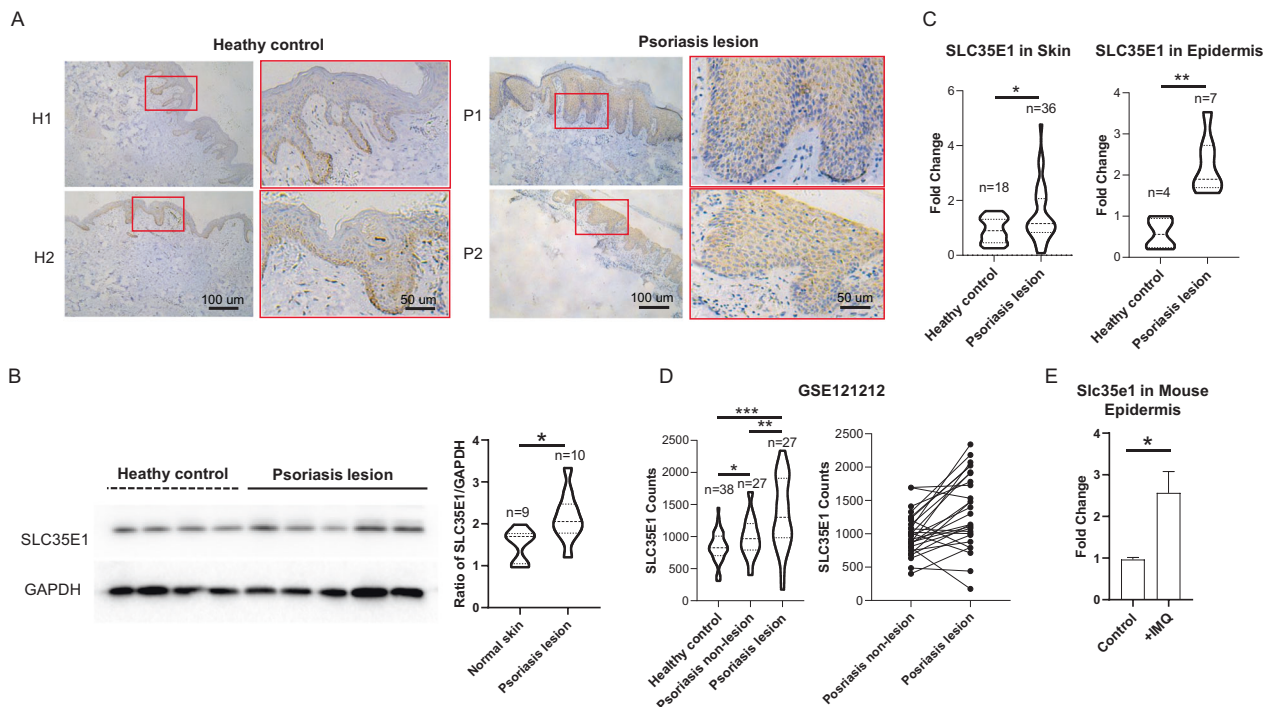 A
Heathy control
Psoriasis lesion
H1
H2
P1
P2
100 um
50 um
100 um
50 um
B
Heathy control
Psoriasis lesion
SLC35E1
GAPDH
Ratio of SLC35E1/GAPDH
4
3
2
1
0
*
n=9
n=10
Normal skin
Psoriasis lesion
C
SLC35E1 in Skin
Fold Change
6
4
2
0
*
n=18
n=36
Heathy control
Psoriasis lesion
SLC35E1 in Epidermis
Fold Change
4
3
2
1
0
**
n=4
n=7
Heathy control
Psoriasis lesion
D
GSE121212
SLC35E1 Counts
2500
2000
1500
1000
500
0
***
**
*
n=38
n=27
n=27
Healthy control
Psoriasis non-lesion
Psoriasis lesion
SLC35E1 Counts
2500
2000
1500
1000
500
0
Posriasis non-lesion
Posriasis lesion
E
Slc35e1 in Mouse
Epidermis
Fold Change
4
3
2
1
0
*
Control
+IMQ